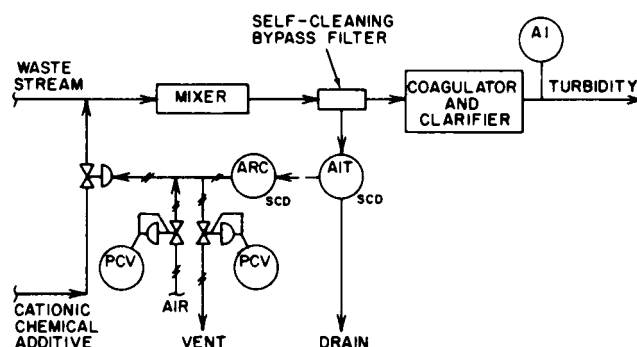 SELF-CLEANING
BYPASS FILTER
AI
WASTE
STREAM
MIXER
COAGULATOR
AND
CLARIFIER
TURBIDITY
ARC
SCD
AIT
SCD
PCV
PCV
AIR
CATIONIC
CHEMICAL
ADDITIVE
VENT
DRAIN